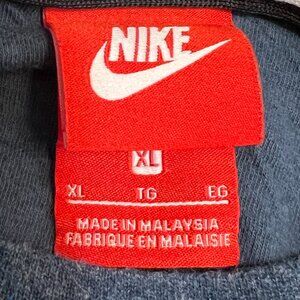 NIKE
XL
XL TG EG
MADE IN MALAYSIA
FABRIQUE EN MALAISIE